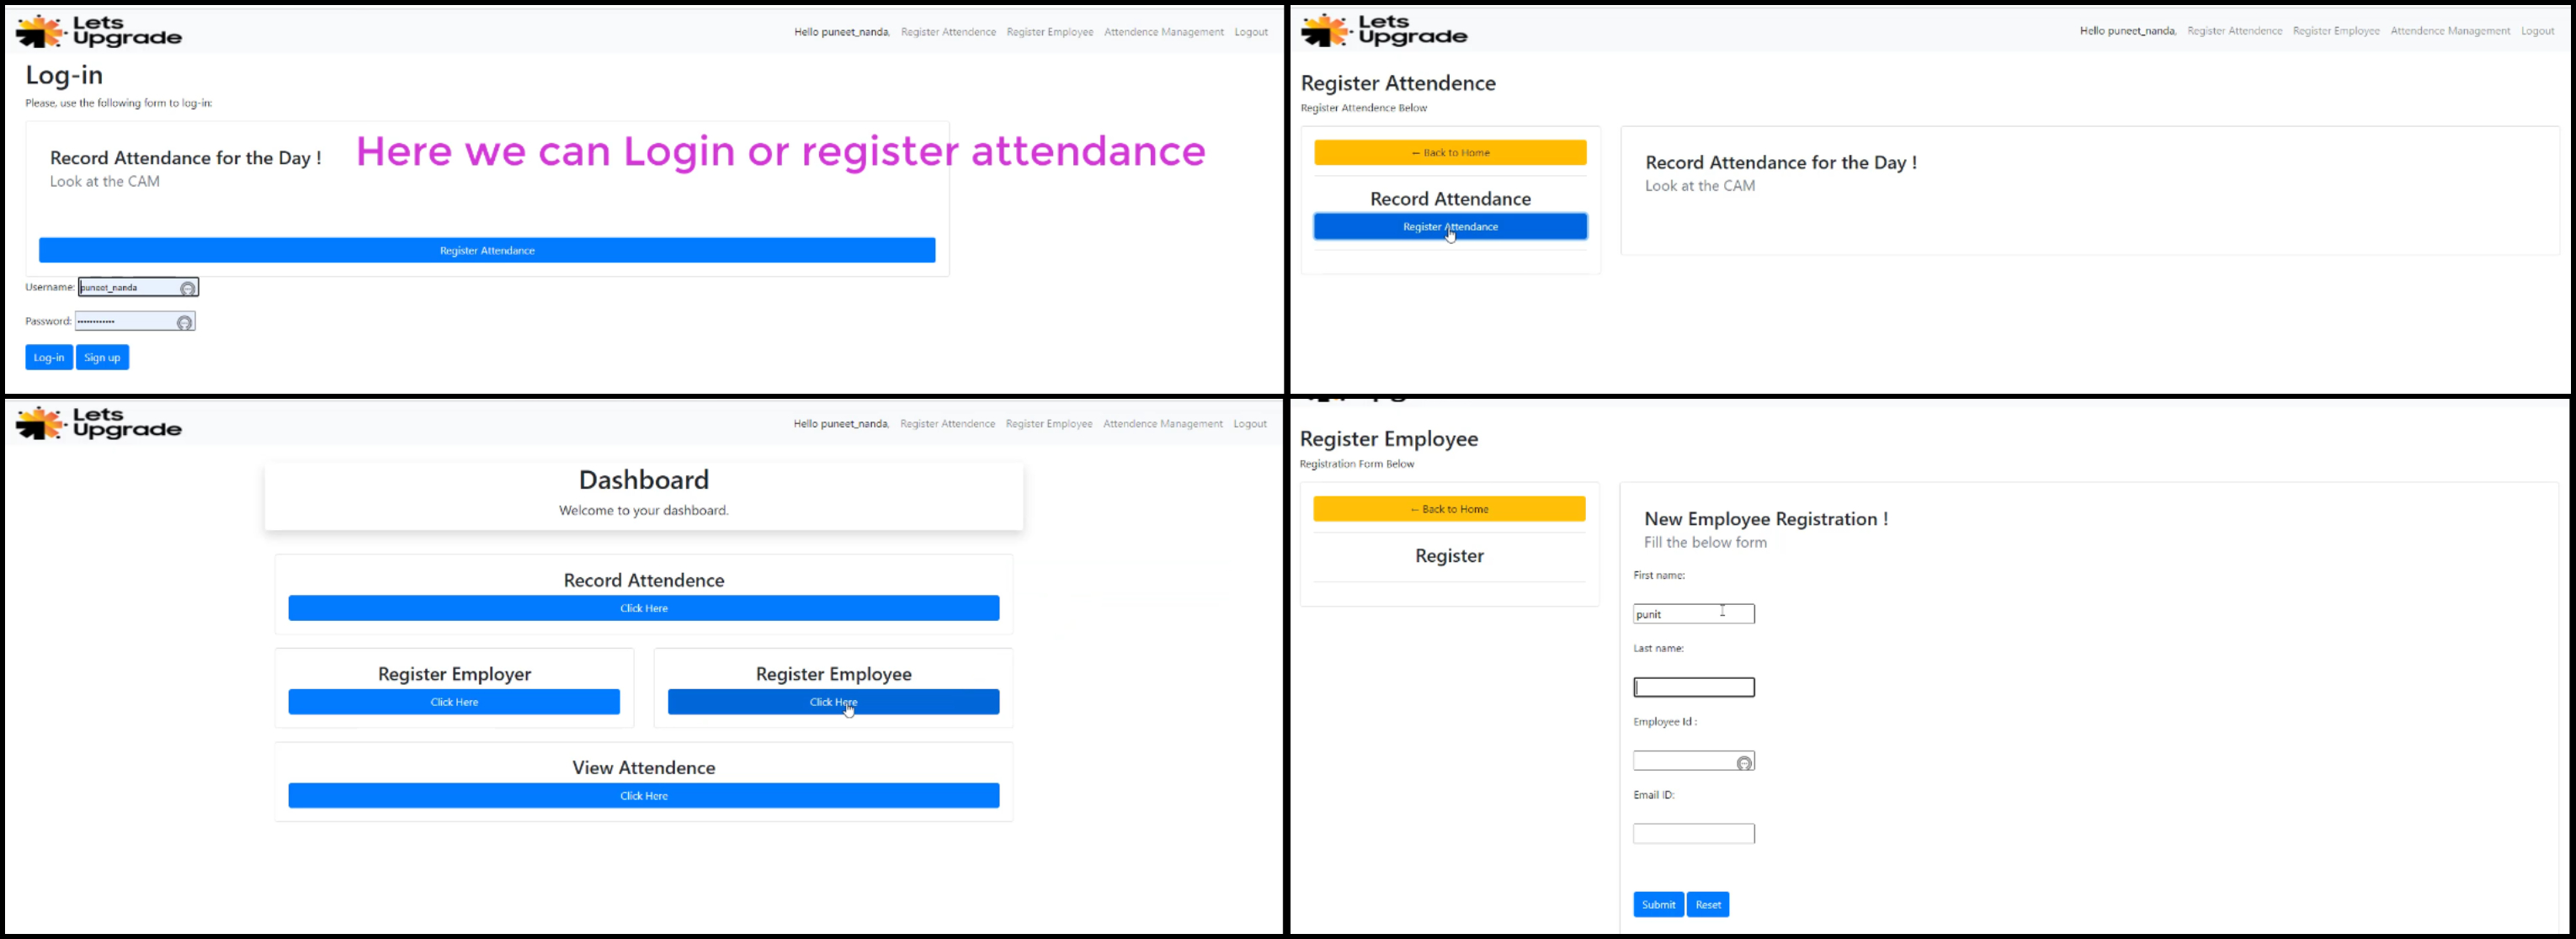 Lets
Upgrade
Hello puneet_nanda, Register Attendence Register Employee Attendence Management Logout
Log-in
Please, use the following form to log-in:
Record Attendance for the Day !
Look at the CAM
Here we can Login or register attendance
Register Attendance
Username: puneet_nanda
Password: ••••••••••••
Log-in Sign up
Lets
Upgrade
Hello puneet_nanda, Register Attendence Register Employee Attendence Management Logout
Register Attendence
Register Attendence Below
← Back to Home
Record Attendance
Register Attendance
Record Attendance for the Day !
Look at the CAM
Lets
Upgrade
Hello puneet_nanda, Register Attendence Register Employee Attendence Management Logout
Dashboard
Welcome to your dashboard.
Record Attendence
Click Here
Register Employer
Click Here
Register Employee
Click Here
View Attendence
Click Here
Register Employee
Registration Form Below
← Back to Home
Register
New Employee Registration !
Fill the below form
First name:
punit
Last name:
Employee Id :
Email ID:
Submit Reset